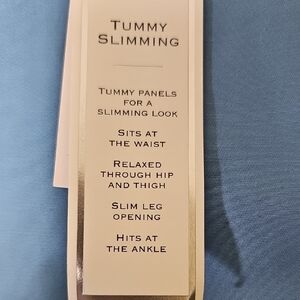 TUMMY
SLIMMING
TUMMY PANELS
FOR A
SLIMMING LOOK
SITS AT
THE WAIST
RELAXED
THROUGH HIP
AND THIGH
SLIM LEG
OPENING
HITS AT
THE ANKLE